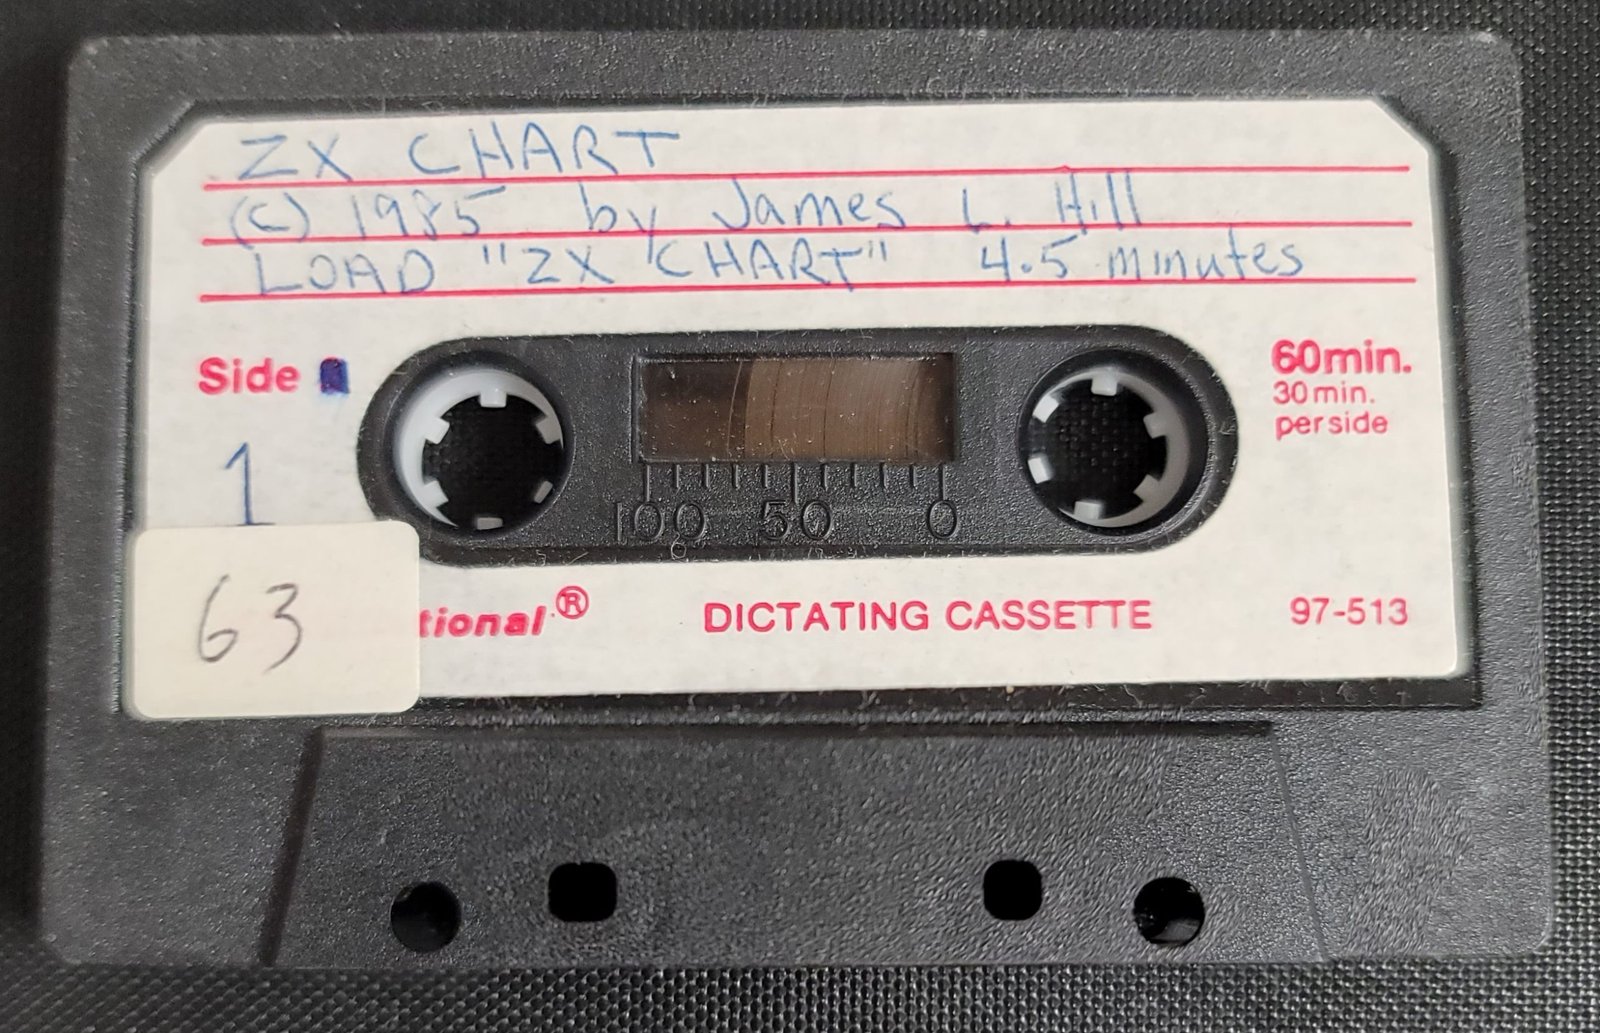 ZX CHART
(c) 1985 by James L. Hill
LOAD "ZX CHART" 4.5 minutes
Side
1
60min.
30 min.
per side
100 50 0
63
tional® DICTATING CASSETTE 97-513